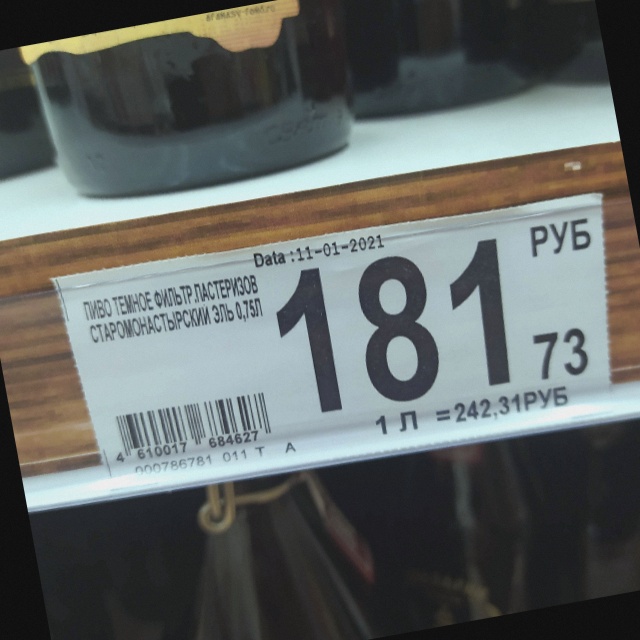 Data :11-01-2021
ПИВО ТЕМНОЕ ФИЛЬТР.ПАСТЕРИЗОВ
СТАРОМОНАСТЫРСКИЙ ЭЛЬ 0,75Л
181 73 РУБ
1 Л =242,31РУБ
4 610017 684627
000786781 011 Т А